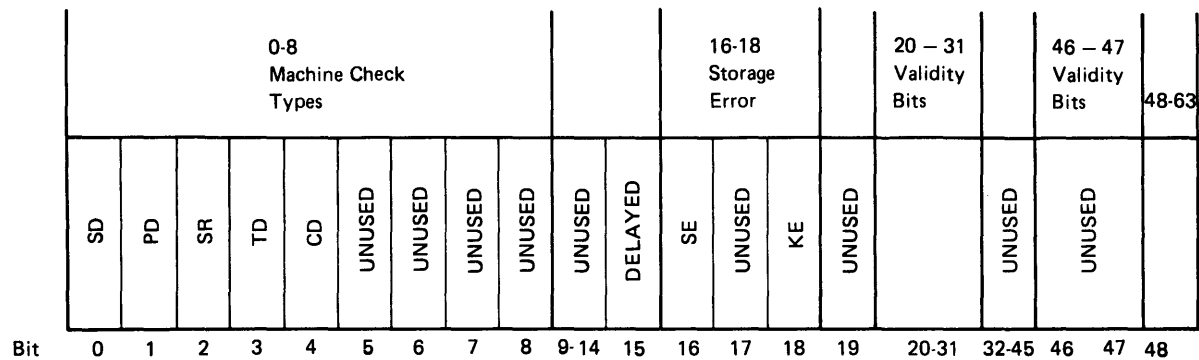 0-8
Machine Check
Types
16-18
Storage
Error
20 – 31
Validity
Bits
46 – 47
Validity
Bits
48-63
SD
PD
SR
TD
CD
UNUSED
UNUSED
UNUSED
UNUSED
UNUSED
DELAYED
SE
UNUSED
KE
UNUSED
UNUSED
UNUSED
Bit 0 1 2 3 4 5 6 7 8 9-14 15 16 17 18 19 20-31 32-45 46 47 48